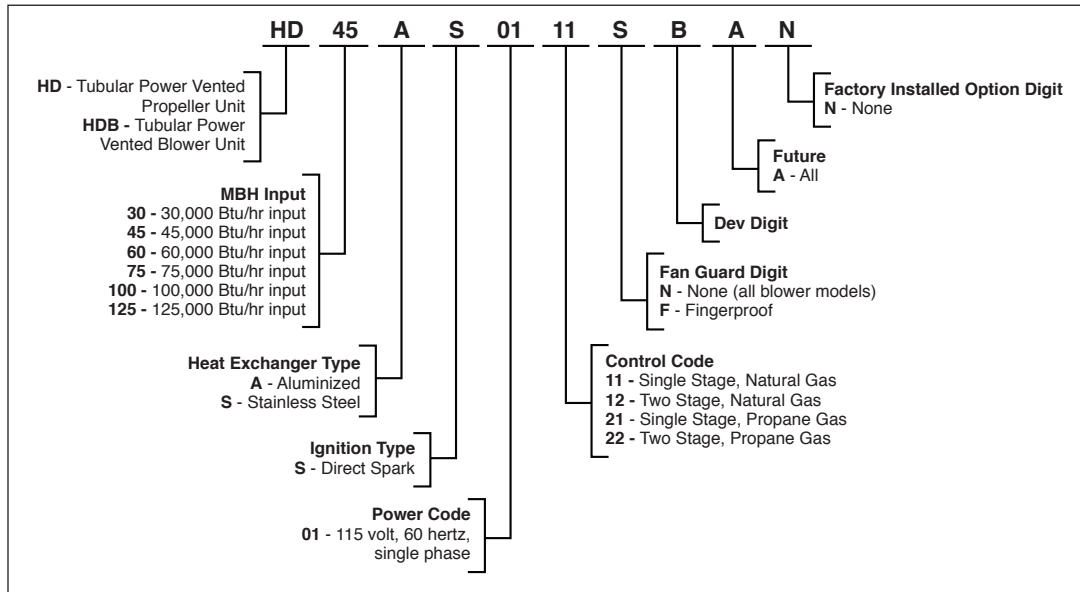 HD 45 A S 01 11 S B A N
HD - Tubular Power Vented
Propeller Unit
HDB - Tubular Power
Vented Blower Unit
MBH Input
30 - 30,000 Btu/hr input
45 - 45,000 Btu/hr input
60 - 60,000 Btu/hr input
75 - 75,000 Btu/hr input
100 - 100,000 Btu/hr input
125 - 125,000 Btu/hr input
Heat Exchanger Type
A - Aluminized
S - Stainless Steel
Ignition Type
S - Direct Spark
Power Code
01 - 115 volt, 60 hertz,
single phase
Factory Installed Option Digit
N - None
Future
A - All
Dev Digit
Fan Guard Digit
N - None (all blower models)
F - Fingerproof
Control Code
11 - Single Stage, Natural Gas
12 - Two Stage, Natural Gas
21 - Single Stage, Propane Gas
22 - Two Stage, Propane Gas